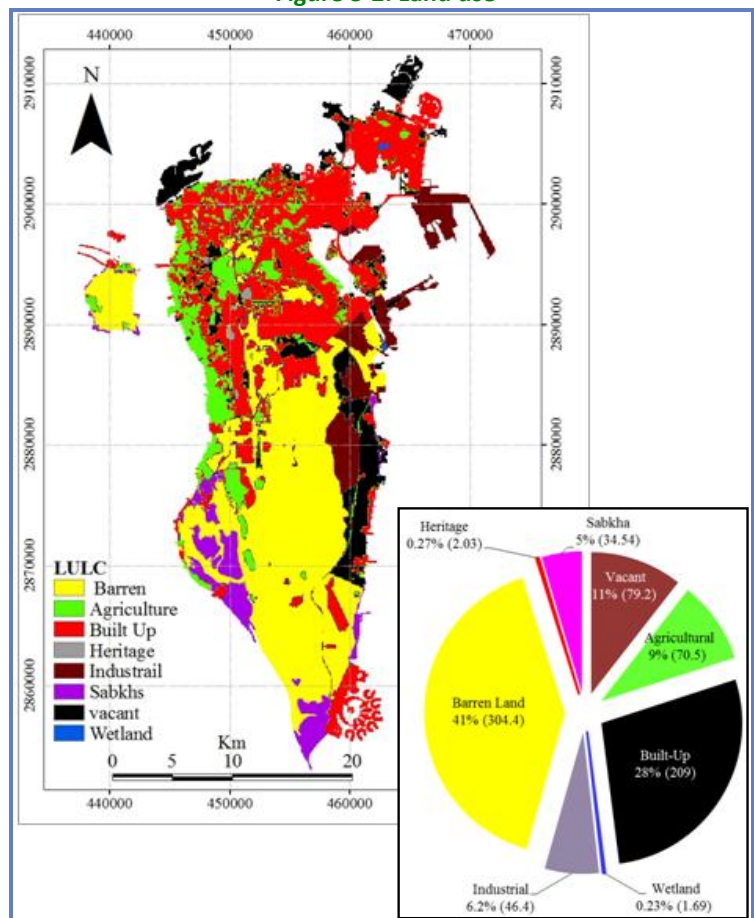 440000 450000 460000 470000
N
2910000
2900000
2890000
2880000
2870000
2860000
2910000
2900000
2890000
2880000
LULC
Barren
Agriculture
Built Up
Heritage
Industrail
Sabkhs
vacant
Wetland
Km
0 5 10 20
440000 450000 460000
Heritage
0.27% (2.03)
Sabkha
5% (34.54)
Vacant
11% (79.2)
Agricultural
9% (70.5)
Barren Land
41% (304.4)
Built-Up
28% (209)
Industrial
6.2% (46.4)
Wetland
0.23% (1.69)